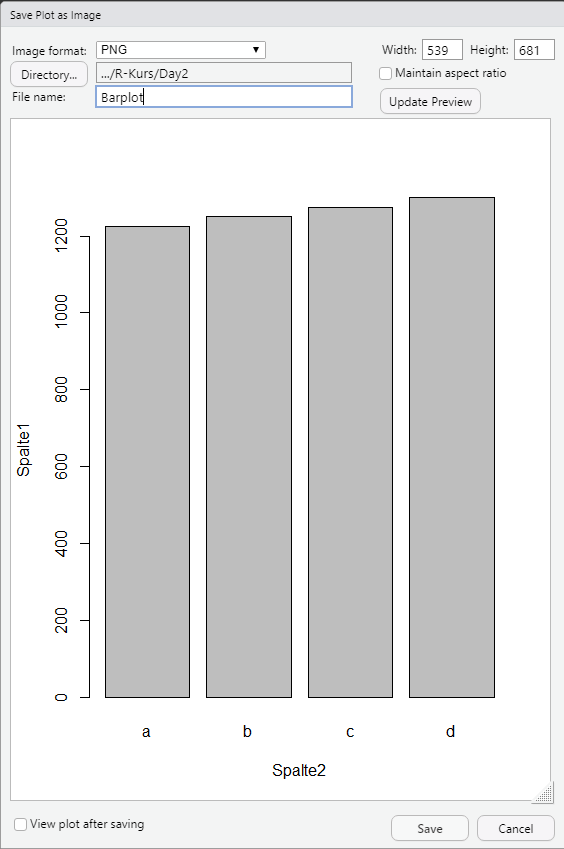 Save Plot as Image
Image format: PNG
Width: 539 Height: 681
Directory... .../R-Kurs/Day2
Maintain aspect ratio
File name: Barplot
Update Preview
1200
1000
800
600
400
200
0
Spalte1
a b c d
Spalte2
View plot after saving
Save Cancel